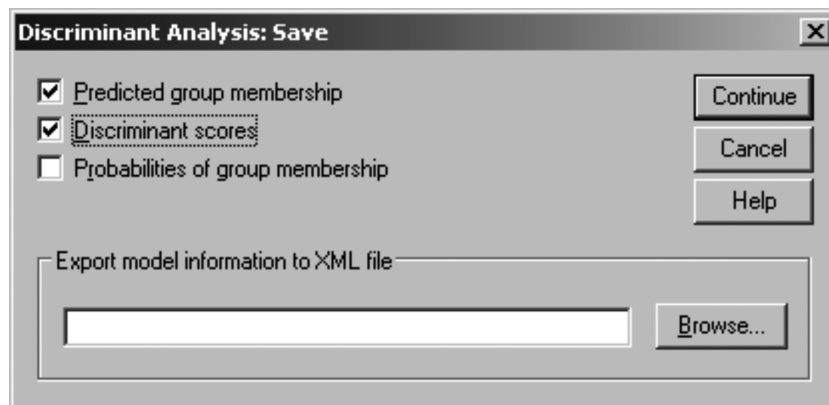 Discriminant Analysis: Save
Predicted group membership
Discriminant scores
Probabilities of group membership
Continue
Cancel
Help
Export model information to XML file
Browse...